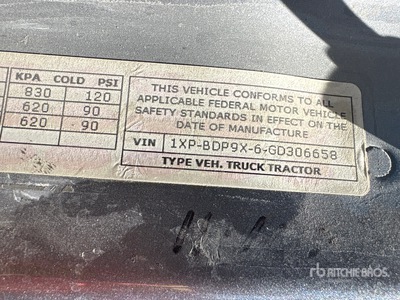 KPA COLD PSI
830 120
620 90
620 90
THIS VEHICLE CONFORMS TO ALL
APPLICABLE FEDERAL MOTOR VEHICLE
SAFETY STANDARDS IN EFFECT ON THE
DATE OF MANUFACTURE
VIN 1XP-BDP9X-6-GD306658
TYPE VEH. TRUCK TRACTOR
rb RITCHIE BROS.